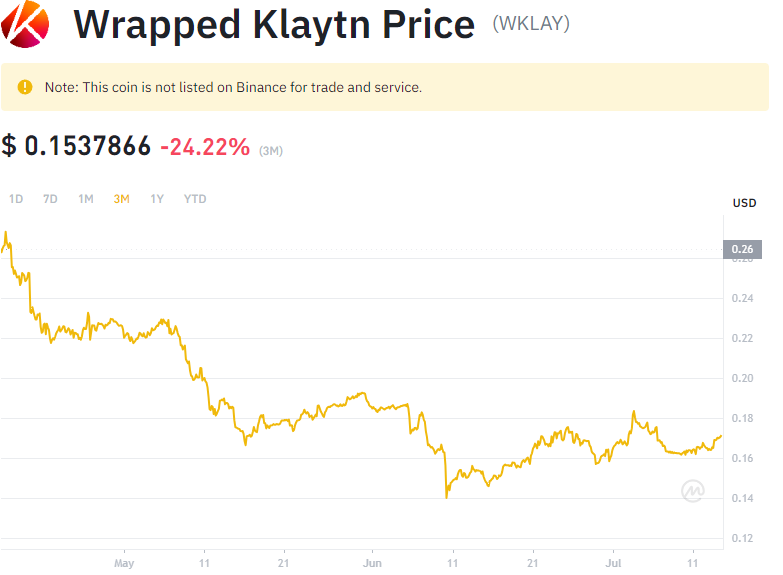 Wrapped Klaytn Price (WKLAY)
Note: This coin is not listed on Binance for trade and service.
$ 0.1537866 -24.22% (3M)
1D 7D 1M 3M 1Y YTD
USD
0.26
0.26
0.24
0.22
0.20
0.18
0.16
0.14
0.12
May 11 21 Jun 11 21 Jul 11